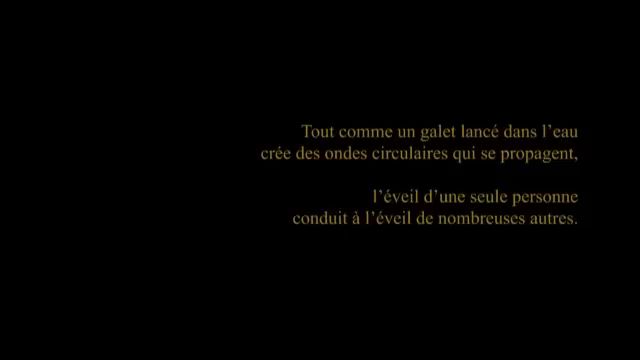 Tout comme un galet lancé dans l’eau
crée des ondes circulaires qui se propagent,
l’éveil d’une seule personne
conduit à l’éveil de nombreuses autres.